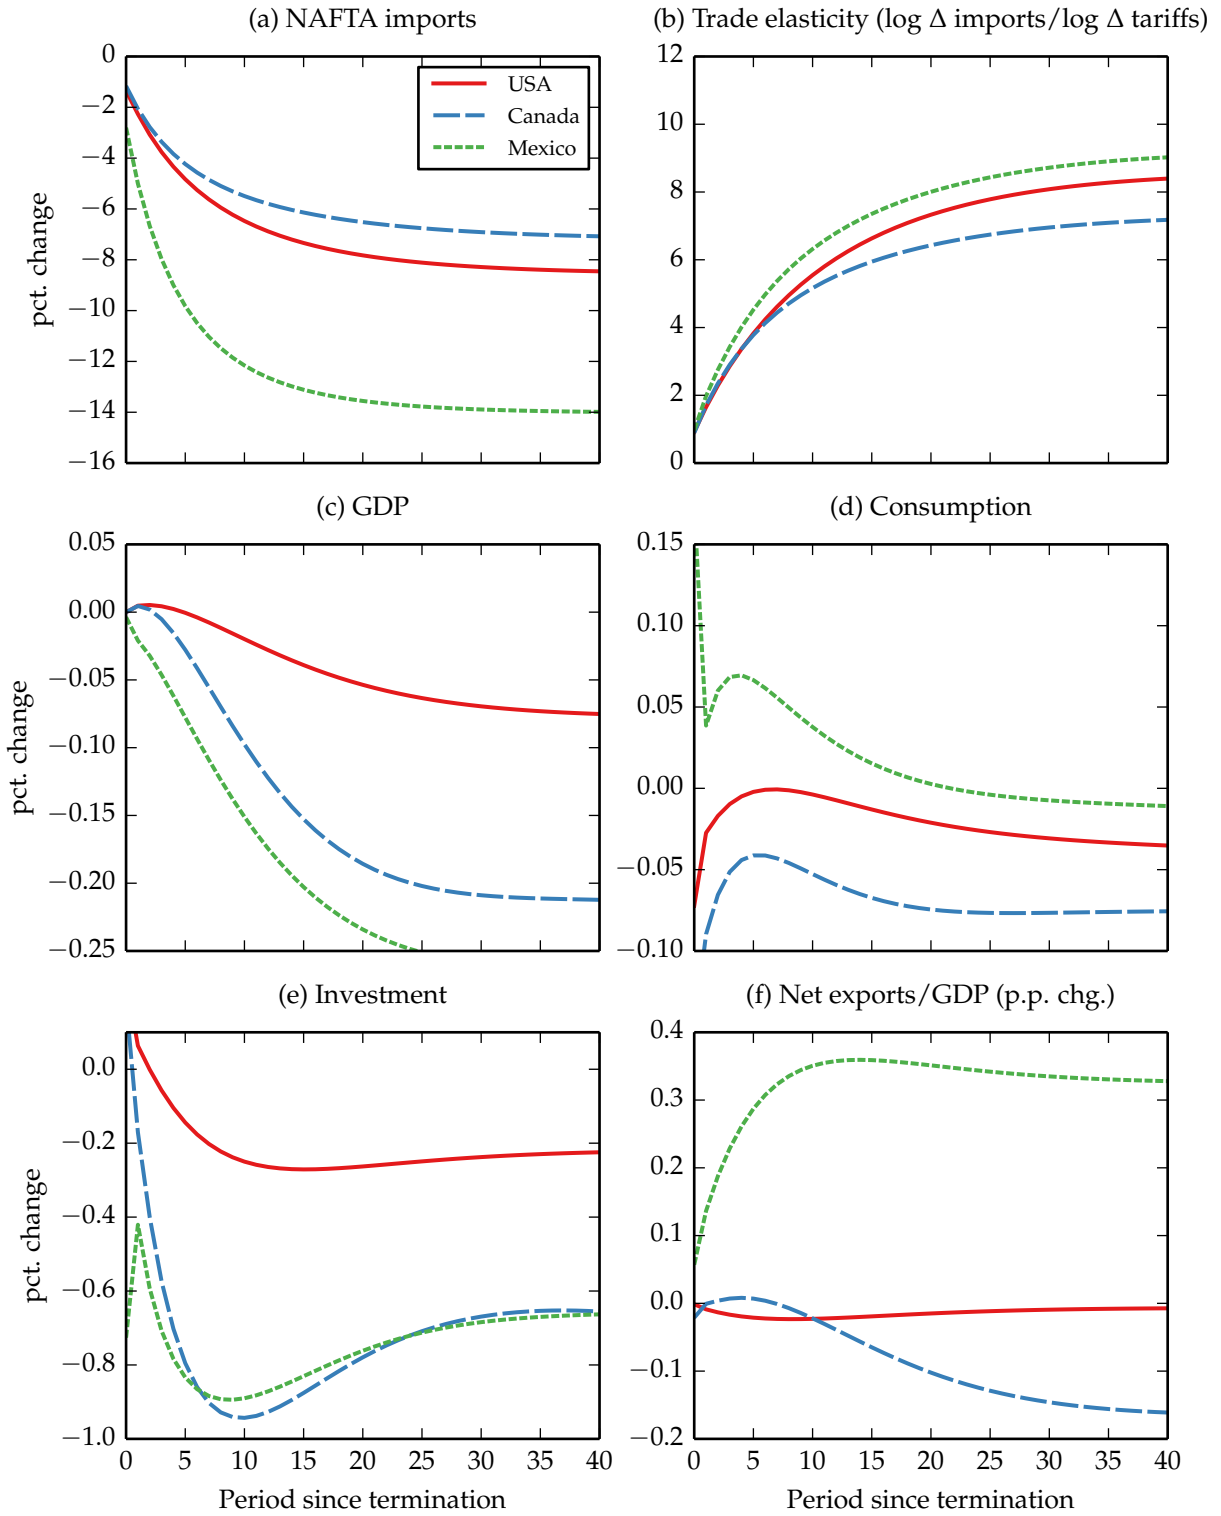 (a) NAFTA imports
(b) Trade elasticity (log Δ imports/log Δ tariffs)
pct. change
0
−2
−4
−6
−8
−10
−12
−14
−16
USA
Canada
Mexico
12
10
8
6
4
2
0
(c) GDP
(d) Consumption
pct. change
0.05
0.00
−0.05
−0.10
−0.15
−0.20
−0.25
0.15
0.10
0.05
0.00
−0.05
−0.10
(e) Investment
(f) Net exports/GDP (p.p. chg.)
pct. change
0.0
−0.2
−0.4
−0.6
−0.8
−1.0
0 5 10 15 20 25 30 35 40
Period since termination
0.4
0.3
0.2
0.1
0.0
−0.1
−0.2
0 5 10 15 20 25 30 35 40
Period since termination